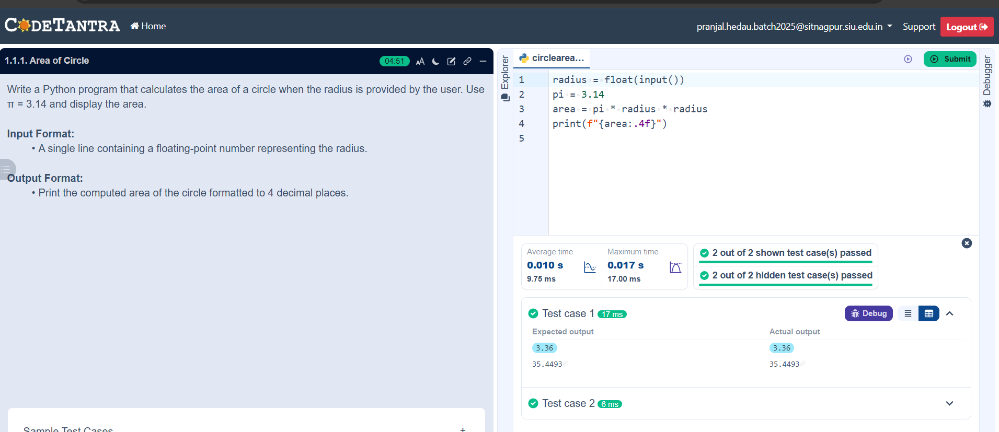 CODETANTRA Home pranjal.hedau.batch2025@sitnagpur.siu.edu.in Support Logout
1.1.1. Area of Circle 04:51 AA
Write a Python program that calculates the area of a circle when the radius is provided by the user. Use
π = 3.14 and display the area.
Input Format:
• A single line containing a floating-point number representing the radius.
Output Format:
• Print the computed area of the circle formatted to 4 decimal places.
Sample Test Cases +
Explorer
circlearea... Submit
Debugger
1 radius = float(input())
2 pi = 3.14
3 area = pi * radius * radius
4 print(f"{area:.4f}")
5
Average time
0.010 s
9.75 ms
Maximum time
0.017 s
17.00 ms
2 out of 2 shown test case(s) passed
2 out of 2 hidden test case(s) passed
Test case 1 17 ms Debug
Expected output Actual output
3.36 3.36
35.4493 35.4493
Test case 2 6 ms